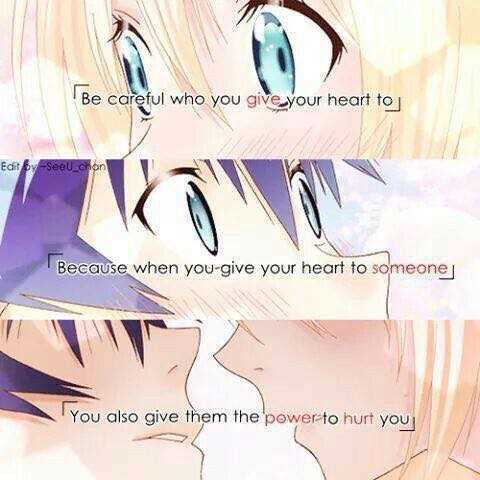 Be careful who you give your heart to
Edit by ~SeeU_chan
Because when you give your heart to someone
You also give them the power to hurt you